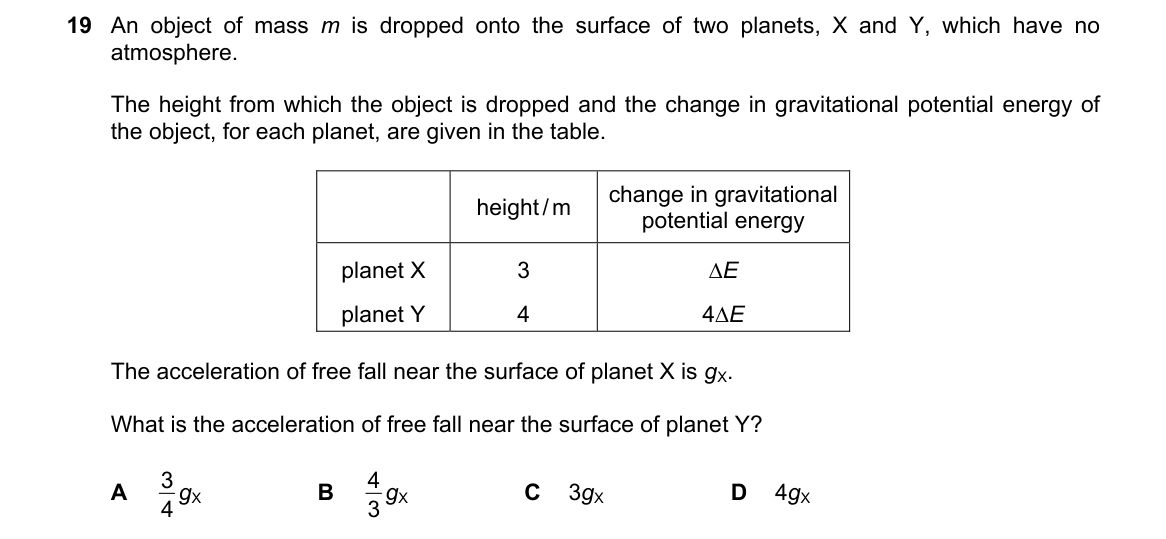 19 An object of mass m is dropped onto the surface of two planets, X and Y, which have no
atmosphere.
The height from which the object is dropped and the change in gravitational potential energy of
the object, for each planet, are given in the table.
height / m change in gravitational
potential energy
planet X 3 ΔE
planet Y 4 4ΔE
The acceleration of free fall near the surface of planet X is gX.
What is the acceleration of free fall near the surface of planet Y?
A 3/4 gX B 4/3 gX C 3gX D 4gX